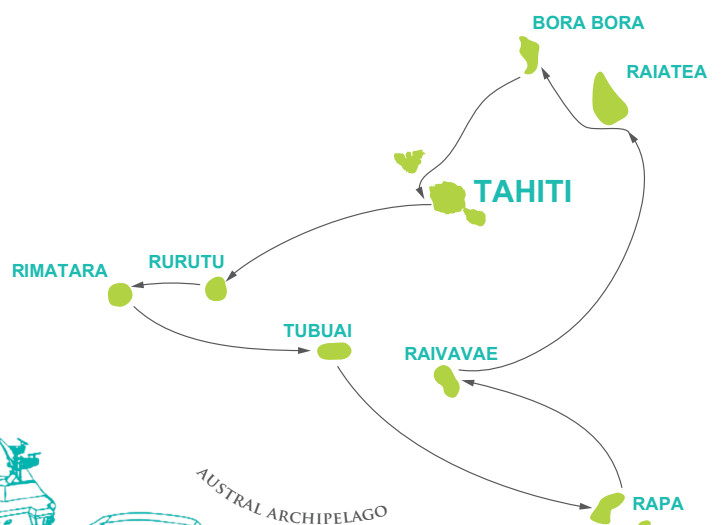 BORA BORA
RAIATEA
TAHITI
RURUTU
RIMATARA
TUBUAI
RAIVAVAE
AUSTRAL ARCHIPELAGO
RAPA